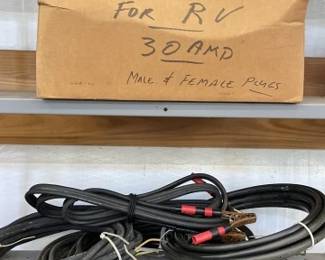 FOR RV
30 AMP
MALE & FEMALE PLUGS